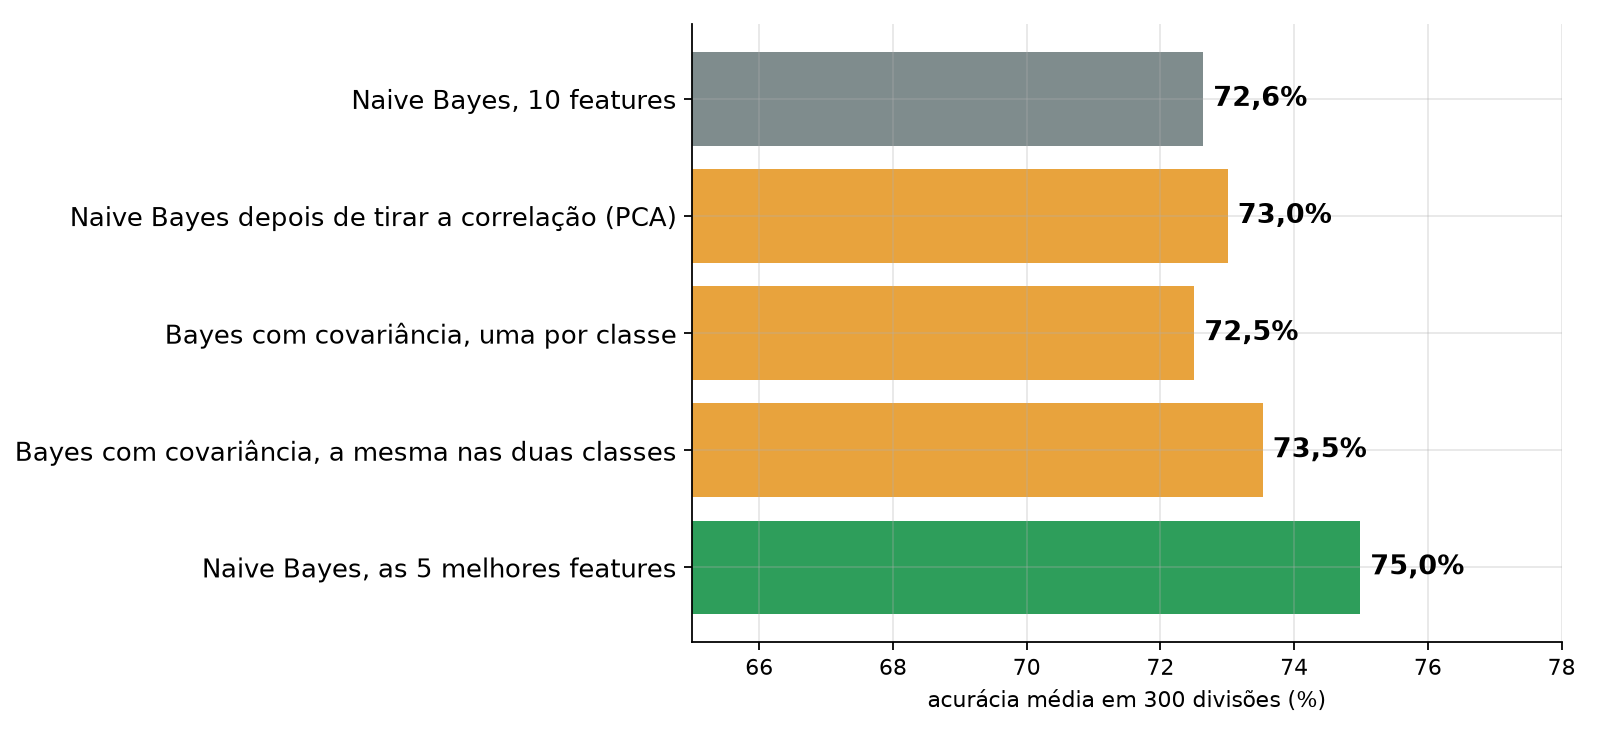 Naive Bayes, 10 features
72,6%
Naive Bayes depois de tirar a correlação (PCA)
73,0%
Bayes com covariância, uma por classe
72,5%
Bayes com covariância, a mesma nas duas classes
73,5%
Naive Bayes, as 5 melhores features
75,0%
66 68 70 72 74 76 78
acurácia média em 300 divisões (%)